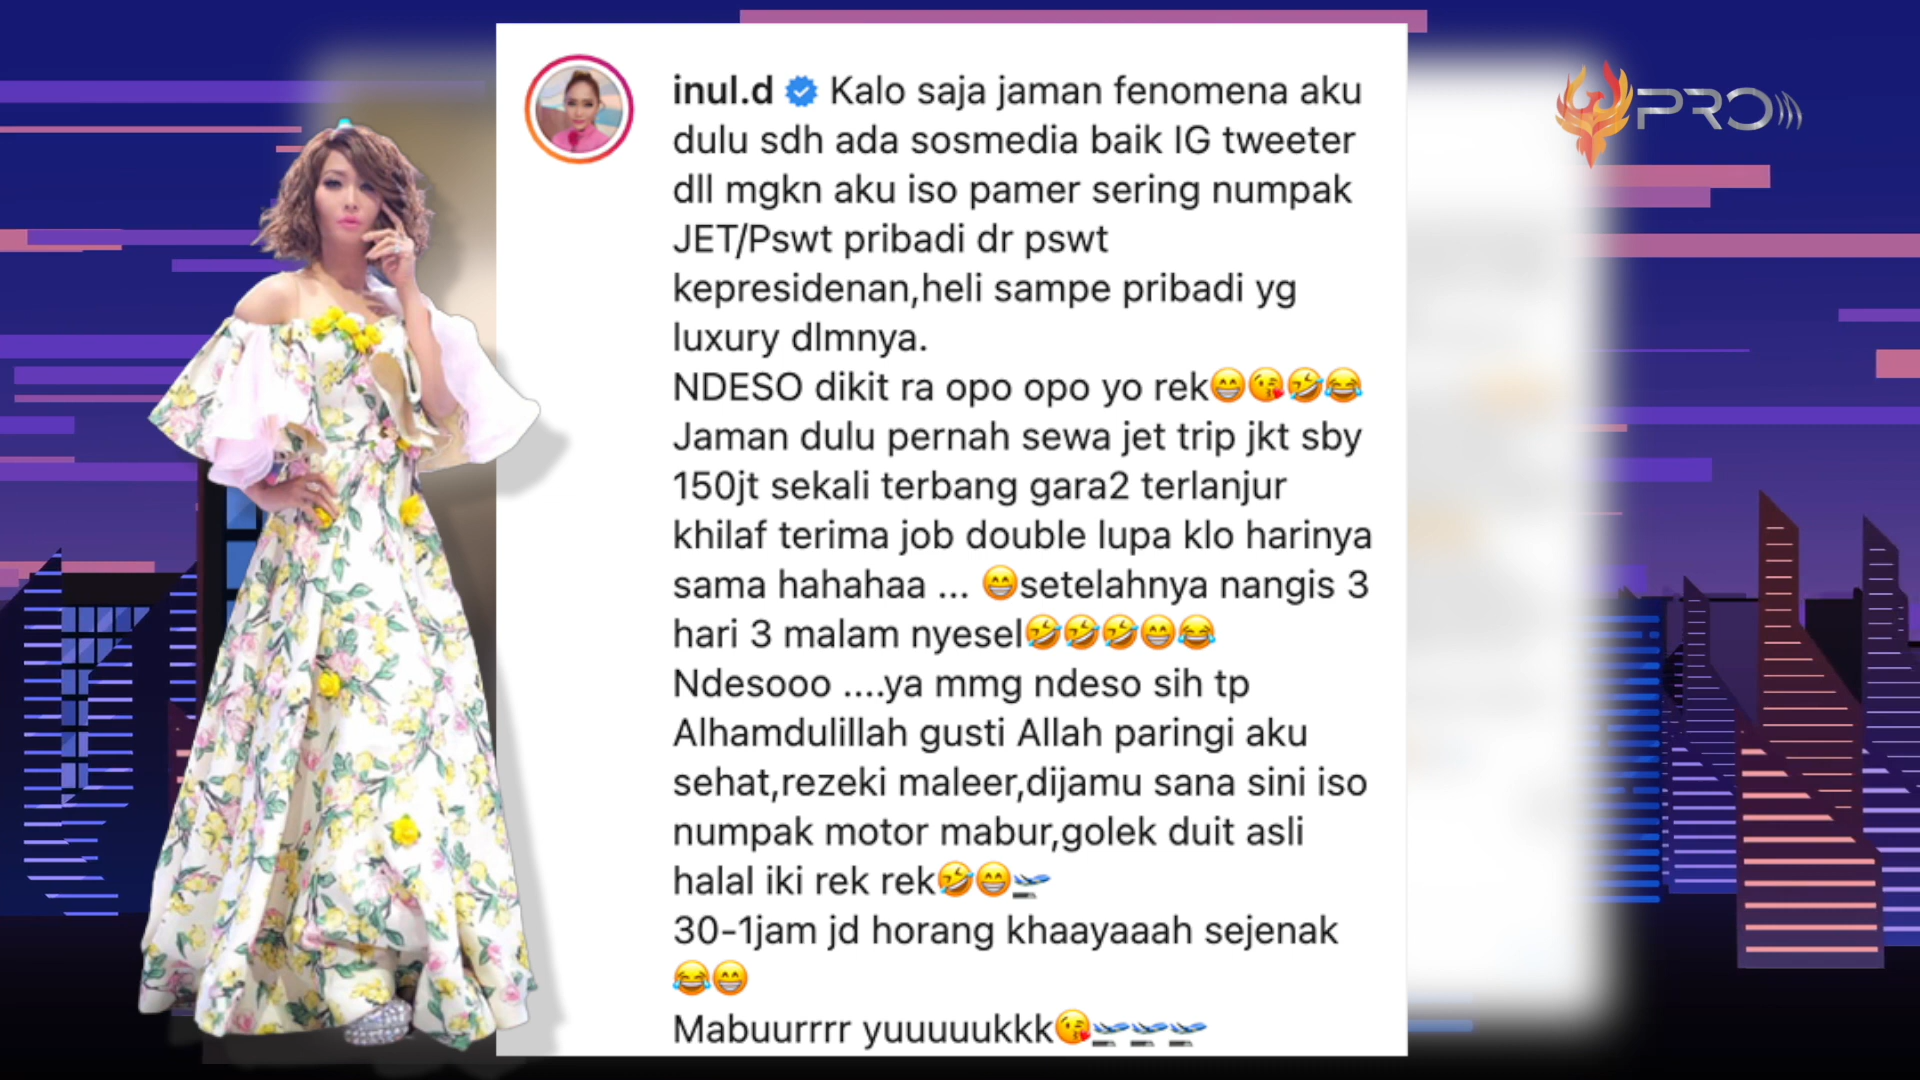 inul.d Kalo saja jaman fenomena aku
dulu sdh ada sosmedia baik IG tweeter
dll mgkn aku iso pamer sering numpak
JET/Pswt pribadi dr pswt
kepresidenan,heli sampe pribadi yg
luxury dlmnya.
NDESO dikit ra opo opo yo rek😁😘🤣😂
Jaman dulu pernah sewa jet trip jkt sby
150jt sekali terbang gara2 terlanjur
khilaf terima job double lupa klo harinya
sama hahahaa ... 😁setelahnya nangis 3
hari 3 malam nyesel🤣🤣🤣😁😂
Ndesooo ....ya mmg ndeso sih tp
Alhamdulillah gusti Allah paringi aku
sehat,rezeki maleer,dijamu sana sini iso
numpak motor mabur,golek duit asli
halal iki rek rek🤣😁🛫
30-1jam jd horang khaayaaah sejenak
😂😁
Mabuurrrr yuuuuukkk😘🛫🛫🛫
PRO